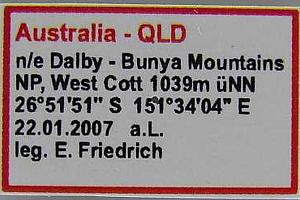 Australia - QLD
n/e Dalby - Bunya Mountains
NP, West Cott 1039m üNN
26°51'51" S  151°34'04" E
22.01.2007  a.L.
leg. E. Friedrich